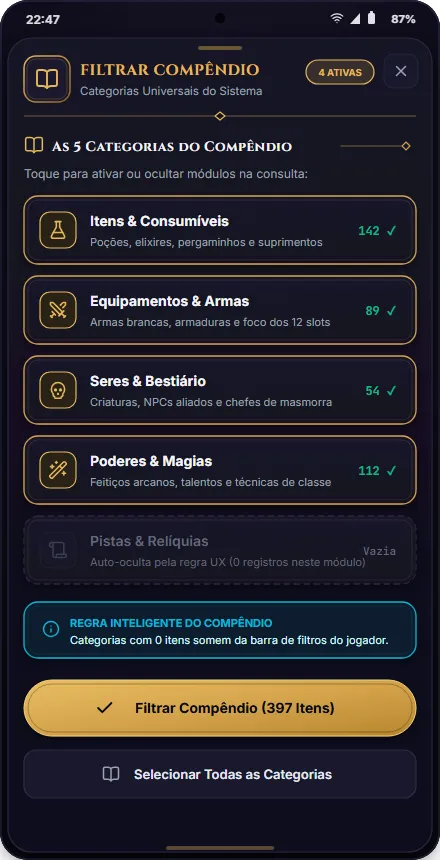 22:47
87%
FILTRAR COMPÊNDIO
Categorias Universais do Sistema
4 ATIVAS
AS 5 CATEGORIAS DO COMPÊNDIO
Toque para ativar ou ocultar módulos na consulta:
Itens & Consumíveis
Poções, elixires, pergaminhos e suprimentos
142 ✓
Equipamentos & Armas
Armas brancas, armaduras e foco dos 12 slots
89 ✓
Seres & Bestiário
Criaturas, NPCs aliados e chefes de masmorra
54 ✓
Poderes & Magias
Feitiços arcanos, talentos e técnicas de classe
112 ✓
Pistas & Relíquias
Auto-oculta pela regra UX (0 registros neste módulo)
Vazia
REGRA INTELIGENTE DO COMPÊNDIO
Categorias com 0 itens somem da barra de filtros do jogador.
Filtrar Compêndio (397 Itens)
Selecionar Todas as Categorias